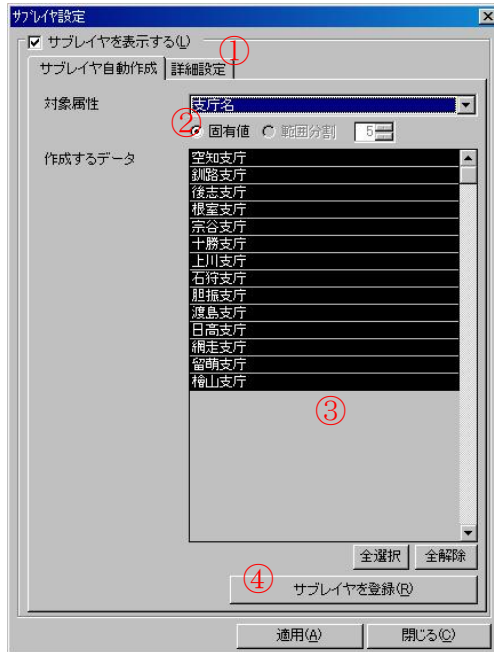 サブレイヤ設定
サブレイヤを表示する(L)
①
サブレイヤ自動作成 詳細設定
対象属性 支庁名
② 固有値 範囲分割 5
作成するデータ 空知支庁
釧路支庁
後志支庁
根室支庁
宗谷支庁
十勝支庁
上川支庁
石狩支庁
胆振支庁
渡島支庁
日高支庁
網走支庁
留萌支庁
檜山支庁
③
全選択 全解除
④ サブレイヤを登録(R)
適用(A) 閉じる(C)